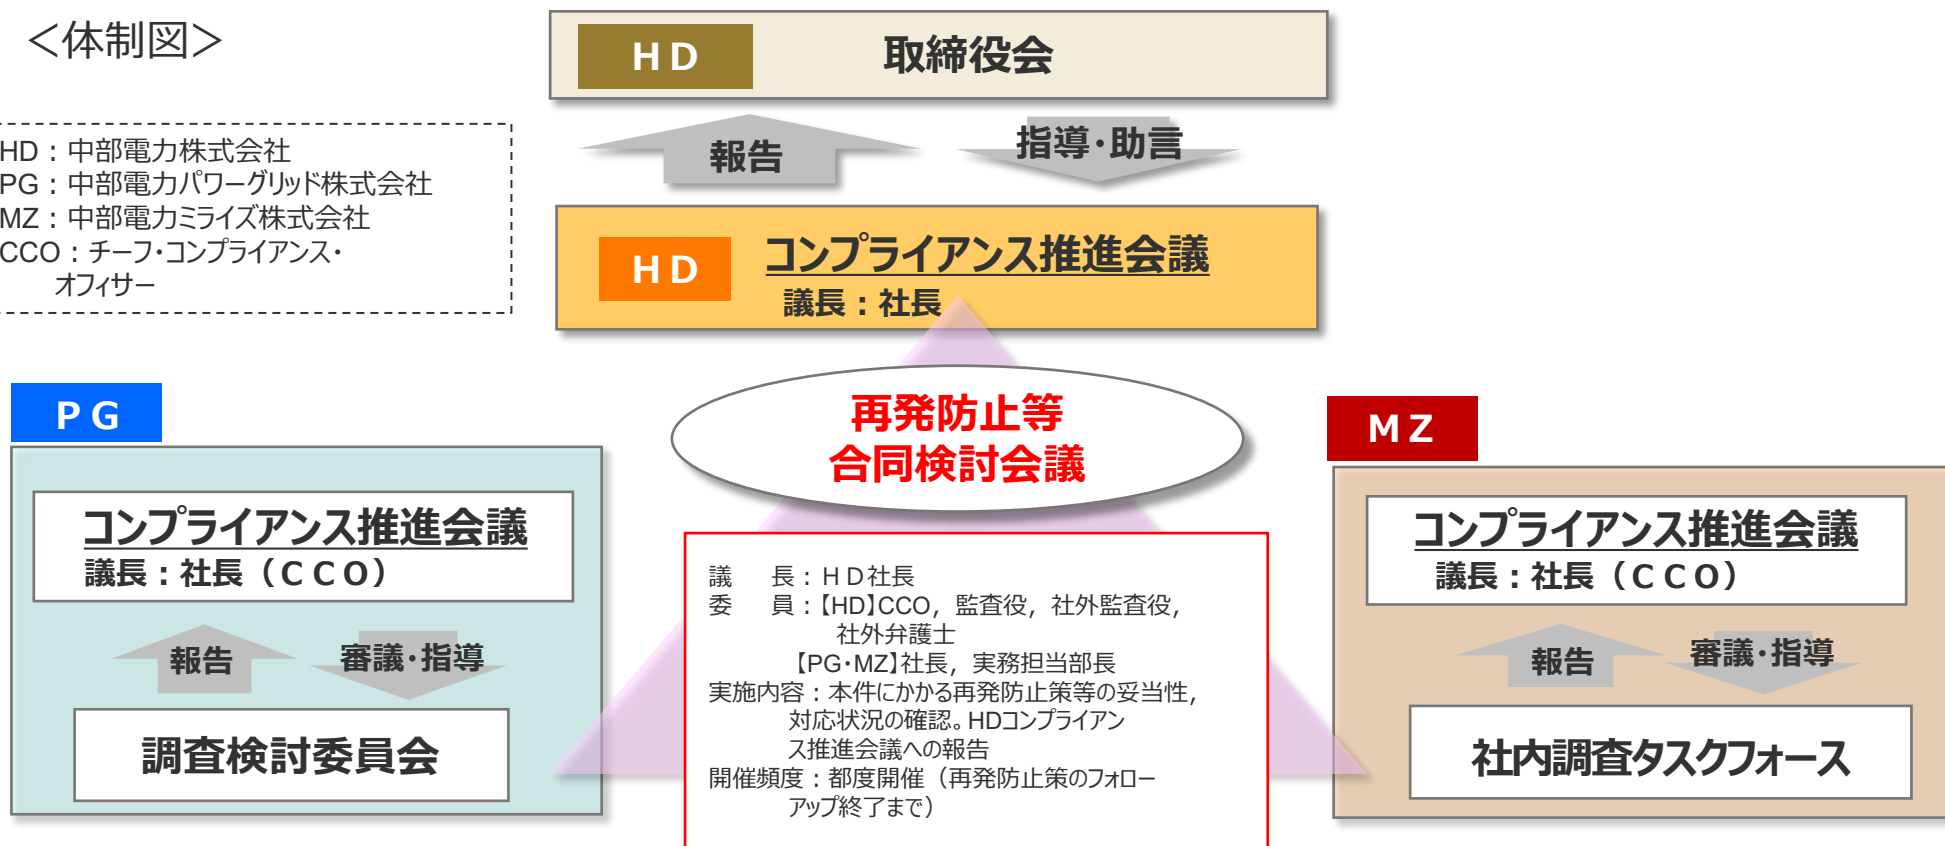 ＜体制図＞
ＨＤ 取締役会
報告
指導・助言
HD：中部電力株式会社
PG：中部電力パワーグリッド株式会社
MZ：中部電力ミライズ株式会社
CCO：チーフ・コンプライアンス・
オフィサー
ＨＤ コンプライアンス推進会議
議長：社長
再発防止等
合同検討会議
ＰＧ
コンプライアンス推進会議
議長：社長（ＣＣＯ）
報告
審議・指導
調査検討委員会
議　長：ＨＤ社長
委　員：【HD】CCO，監査役，社外監査役，
社外弁護士
【PG・MZ】社長，実務担当部長
実施内容：本件にかかる再発防止策等の妥当性，
対応状況の確認。HDコンプライアン
ス推進会議への報告
開催頻度：都度開催（再発防止策のフォロー
アップ終了まで）
ＭＺ
コンプライアンス推進会議
議長：社長（ＣＣＯ）
報告
審議・指導
社内調査タスクフォース